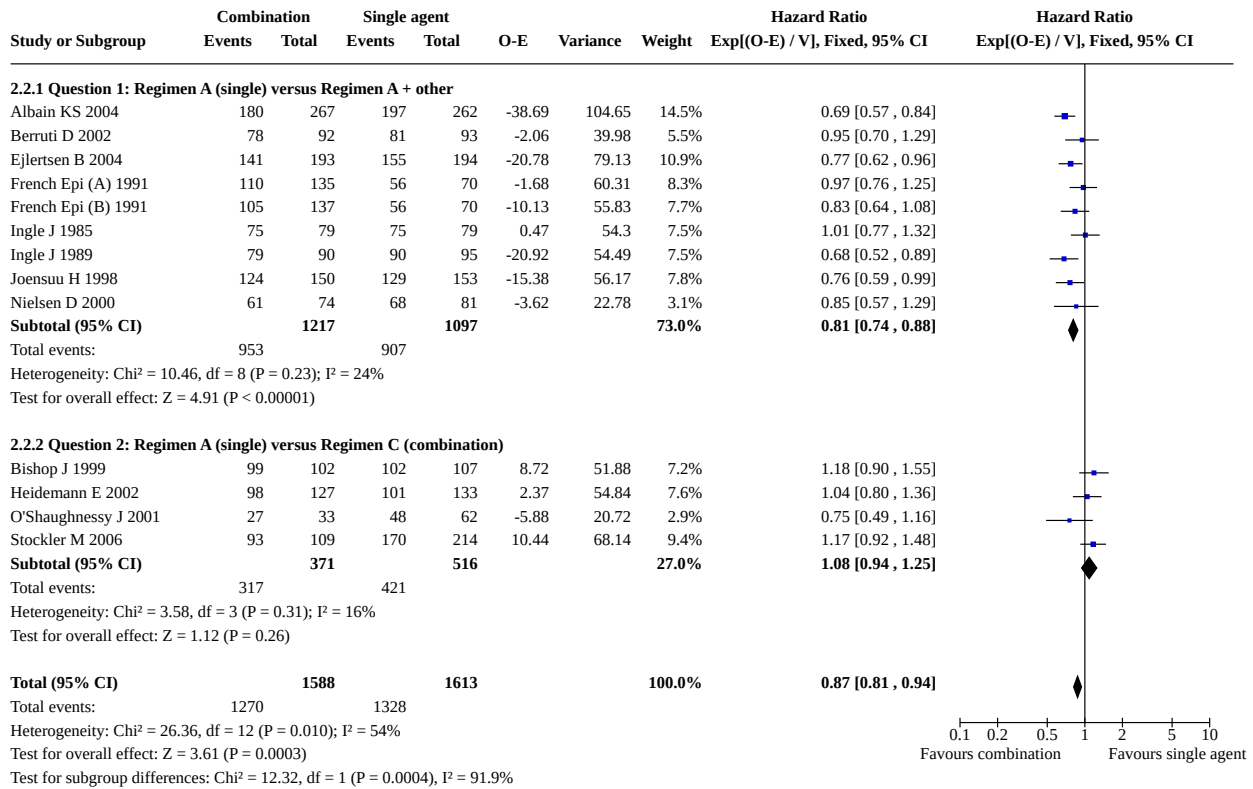 Combination Single agent Hazard Ratio Hazard Ratio
Study or Subgroup Events Total Events Total O-E Variance Weight Exp[(O-E) / V], Fixed, 95% CI Exp[(O-E) / V], Fixed, 95% CI
2.2.1 Question 1: Regimen A (single) versus Regimen A + other
Albain KS 2004 180 267 197 262 -38.69 104.65 14.5% 0.69 [0.57 , 0.84]
Berruti D 2002 78 92 81 93 -2.06 39.98 5.5% 0.95 [0.70 , 1.29]
Ejlertsen B 2004 141 193 155 194 -20.78 79.13 10.9% 0.77 [0.62 , 0.96]
French Epi (A) 1991 110 135 56 70 -1.68 60.31 8.3% 0.97 [0.76 , 1.25]
French Epi (B) 1991 105 137 56 70 -10.13 55.83 7.7% 0.83 [0.64 , 1.08]
Ingle J 1985 75 79 75 79 0.47 54.3 7.5% 1.01 [0.77 , 1.32]
Ingle J 1989 79 90 90 95 -20.92 54.49 7.5% 0.68 [0.52 , 0.89]
Joensuu H 1998 124 150 129 153 -15.38 56.17 7.8% 0.76 [0.59 , 0.99]
Nielsen D 2000 61 74 68 81 -3.62 22.78 3.1% 0.85 [0.57 , 1.29]
Subtotal (95% CI) 1217 1097 73.0% 0.81 [0.74 , 0.88]
Total events: 953 907
Heterogeneity: Chi² = 10.46, df = 8 (P = 0.23); I² = 24%
Test for overall effect: Z = 4.91 (P < 0.00001)
2.2.2 Question 2: Regimen A (single) versus Regimen C (combination)
Bishop J 1999 99 102 102 107 8.72 51.88 7.2% 1.18 [0.90 , 1.55]
Heidemann E 2002 98 127 101 133 2.37 54.84 7.6% 1.04 [0.80 , 1.36]
O'Shaughnessy J 2001 27 33 48 62 -5.88 20.72 2.9% 0.75 [0.49 , 1.16]
Stockler M 2006 93 109 170 214 10.44 68.14 9.4% 1.17 [0.92 , 1.48]
Subtotal (95% CI) 371 516 27.0% 1.08 [0.94 , 1.25]
Total events: 317 421
Heterogeneity: Chi² = 3.58, df = 3 (P = 0.31); I² = 16%
Test for overall effect: Z = 1.12 (P = 0.26)
Total (95% CI) 1588 1613 100.0% 0.87 [0.81 , 0.94]
Total events: 1270 1328
Heterogeneity: Chi² = 26.36, df = 12 (P = 0.010); I² = 54%
0.1 0.2 0.5 1 2 5 10
Test for overall effect: Z = 3.61 (P = 0.0003)
Favours combination Favours single agent
Test for subgroup differences: Chi² = 12.32, df = 1 (P = 0.0004), I² = 91.9%